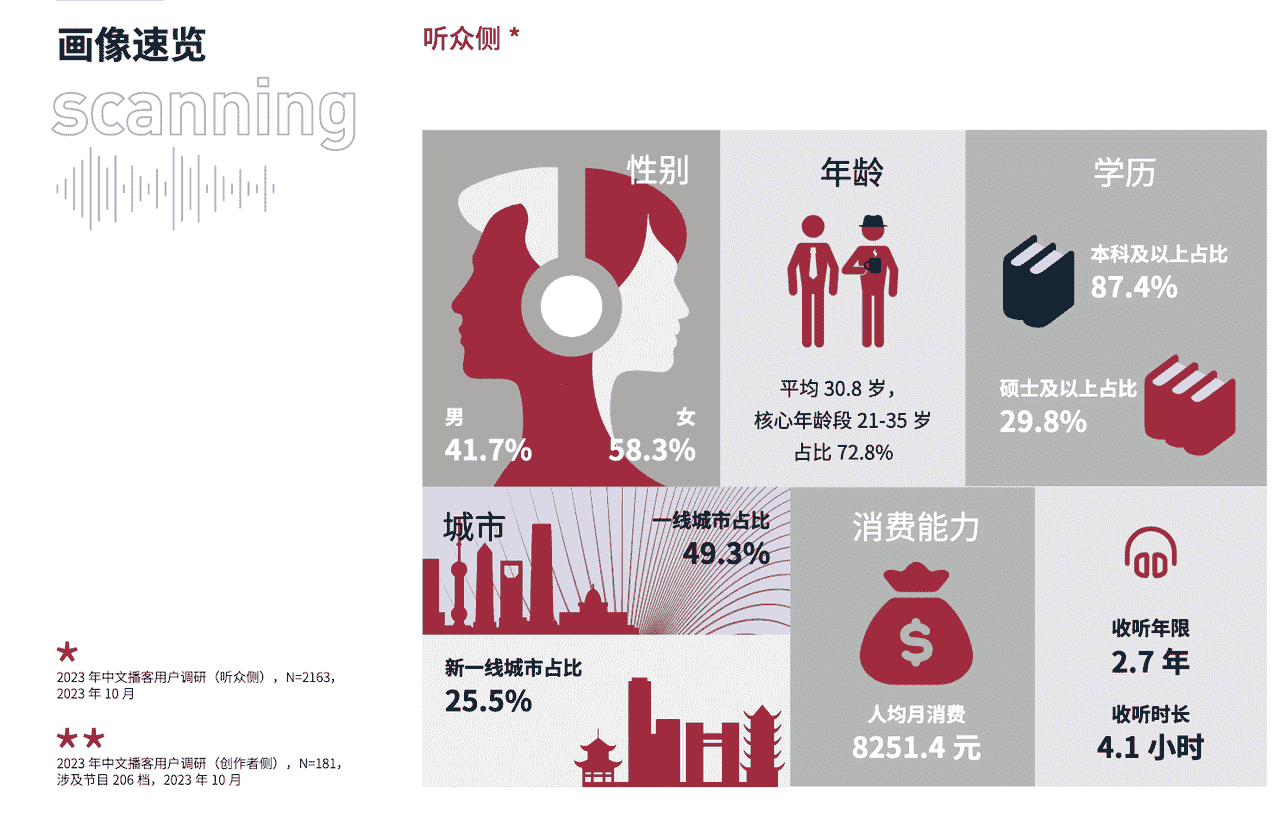 画像速览
scanning
听众侧 *
性别
男
41.7%
女
58.3%
年龄
平均 30.8 岁，
核心年龄段 21-35 岁
占比 72.8%
学历
本科及以上占比
87.4%
硕士及以上占比
29.8%
城市
一线城市占比
49.3%
新一线城市占比
25.5%
消费能力
$
人均月消费
8251.4 元
收听年限
2.7 年
收听时长
4.1 小时
*
2023 年中文播客用户调研（听众侧），N=2163，
2023 年 10 月
**
2023 年中文播客用户调研（创作者侧），N=181，
涉及节目 206 档，2023 年 10 月